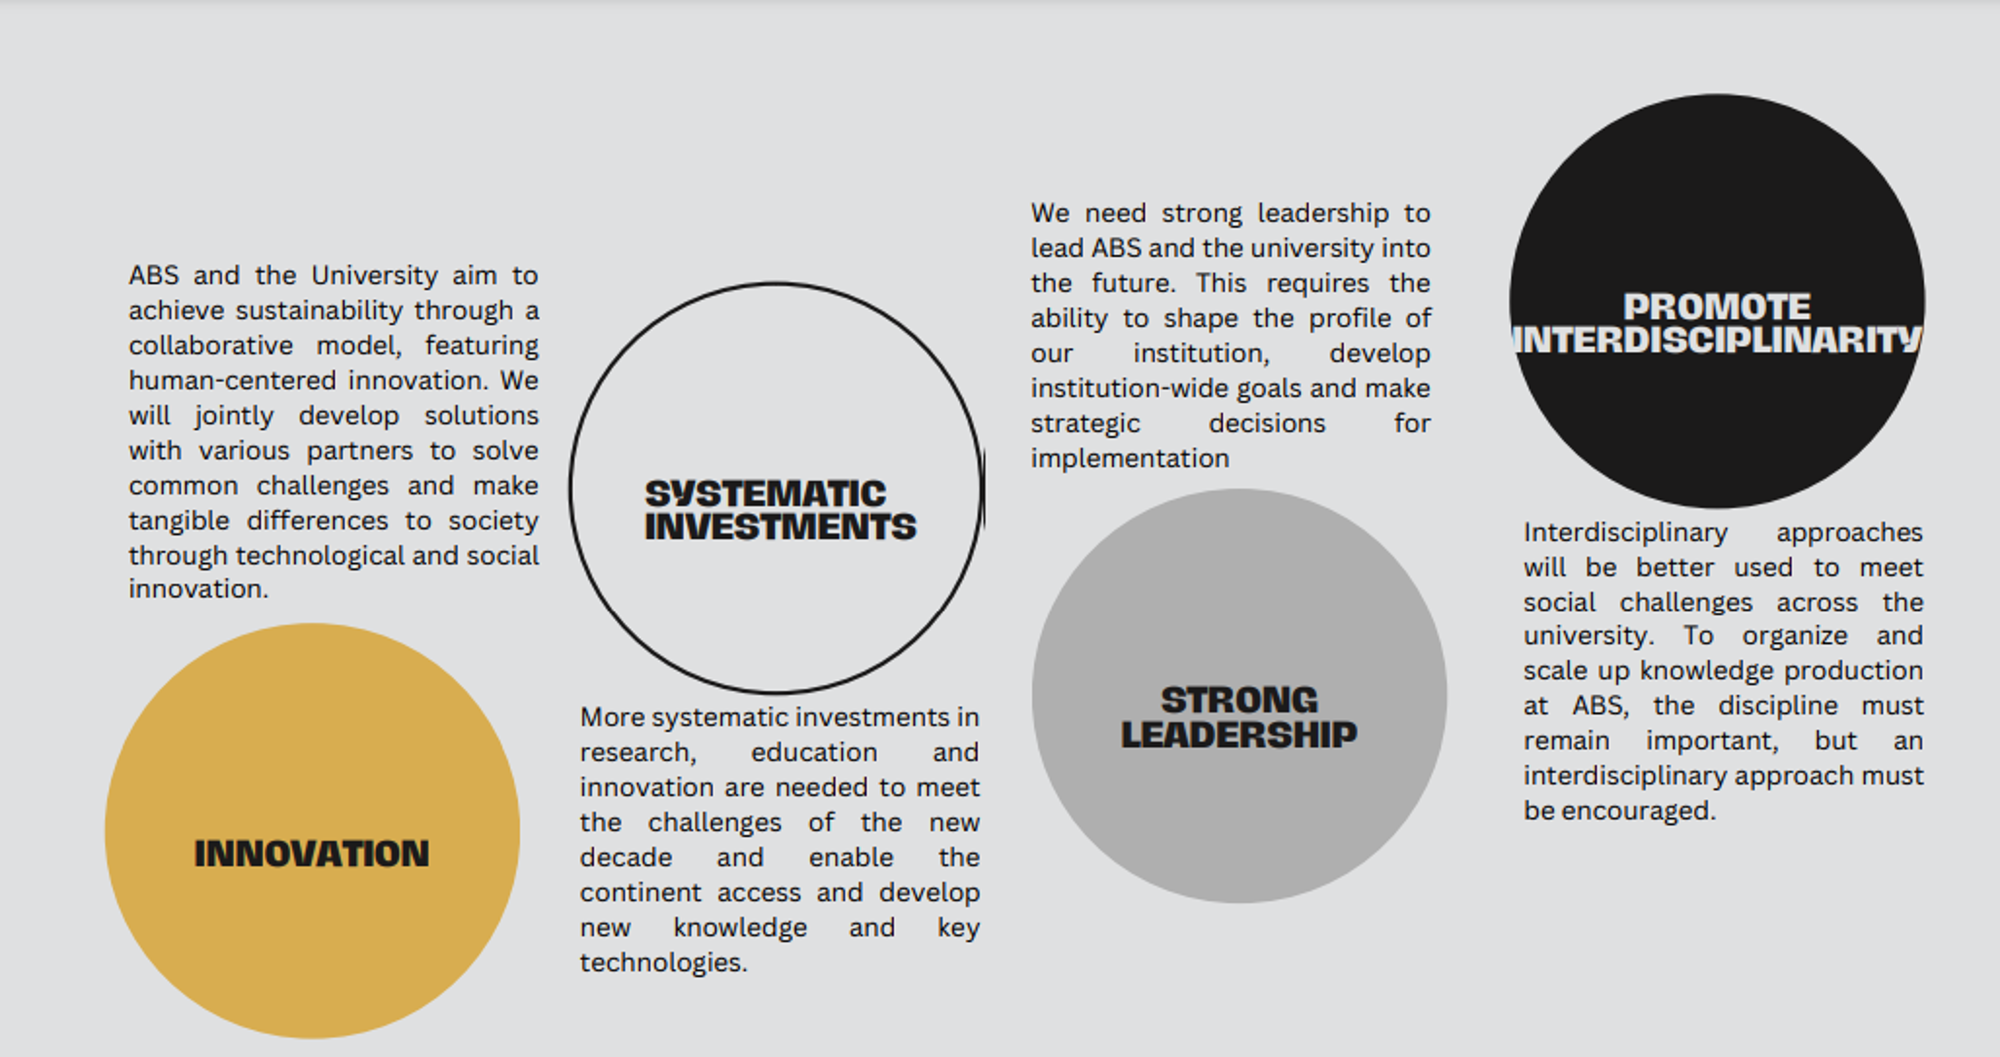 ABS and the University aim to
achieve sustainability through a
collaborative model, featuring
human-centered innovation. We
will jointly develop solutions
with various partners to solve
common challenges and make
tangible differences to society
through technological and social
innovation.
INNOVATION
SYSTEMATIC
INVESTMENTS
More systematic investments in
research, education and
innovation are needed to meet
the challenges of the new
decade and enable the
continent access and develop
new knowledge and key
technologies.
We need strong leadership to
lead ABS and the university into
the future. This requires the
ability to shape the profile of
our institution, develop
institution-wide goals and make
strategic decisions for
implementation
STRONG
LEADERSHIP
PROMOTE
INTERDISCIPLINARITY
Interdisciplinary approaches
will be better used to meet
social challenges across the
university. To organize and
scale up knowledge production
at ABS, the discipline must
remain important, but an
interdisciplinary approach must
be encouraged.